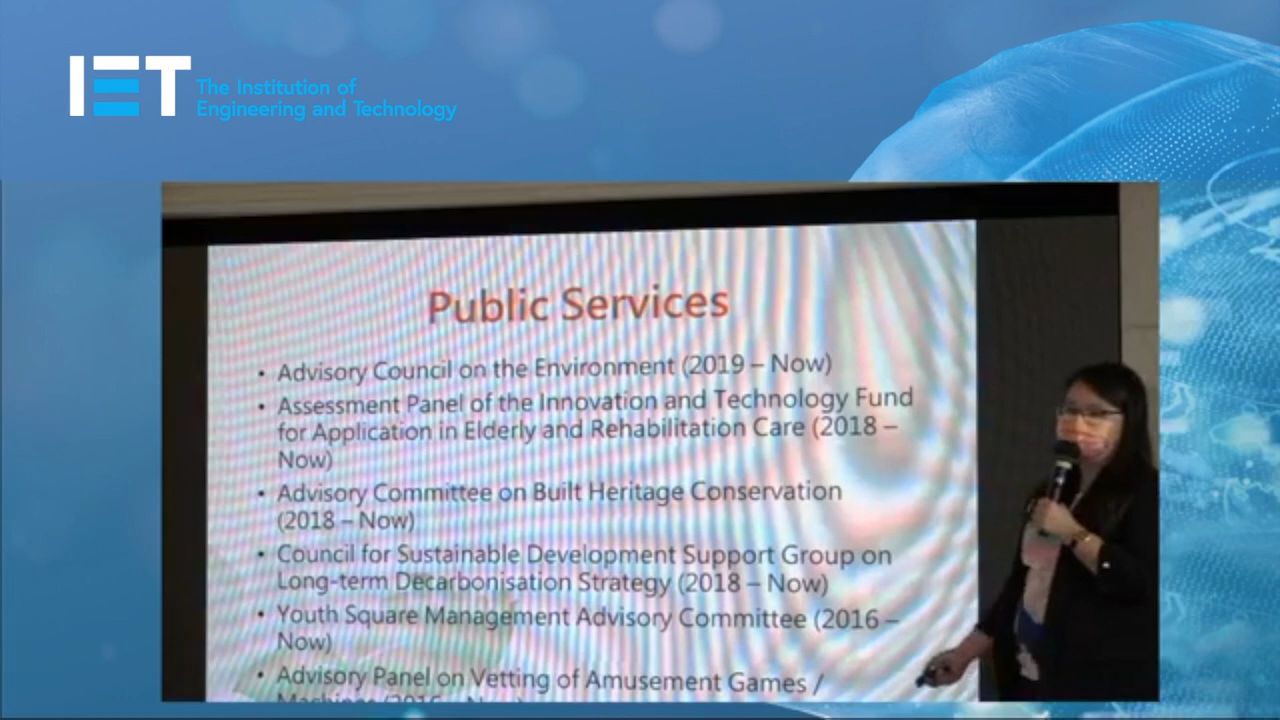 IET
The Institution of
Engineering and Technology
Public Services
• Advisory Council on the Environment (2019 – Now)
• Assessment Panel of the Innovation and Technology Fund
for Application in Elderly and Rehabilitation Care (2018 –
Now)
• Advisory Committee on Built Heritage Conservation
(2018 – Now)
• Council for Sustainable Development Support Group on
Long-term Decarbonisation Strategy (2018 – Now)
• Youth Square Management Advisory Committee (2016 –
Now)
• Advisory Panel on Vetting of Amusement Games /